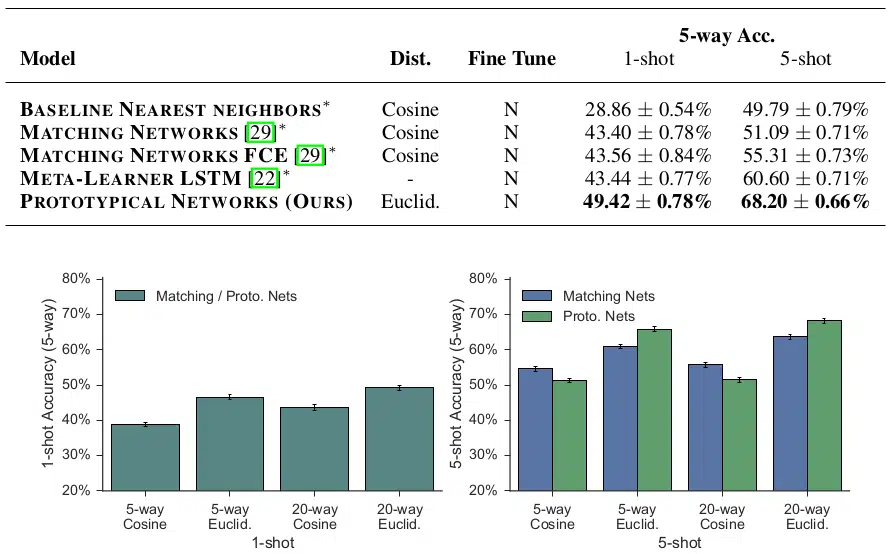 5-way Acc.
Model Dist. Fine Tune 1-shot 5-shot
BASELINE NEAREST NEIGHBORS* Cosine N 28.86 ± 0.54% 49.79 ± 0.79%
MATCHING NETWORKS [29]* Cosine N 43.40 ± 0.78% 51.09 ± 0.71%
MATCHING NETWORKS FCE [29]* Cosine N 43.56 ± 0.84% 55.31 ± 0.73%
META-LEARNER LSTM [22]* - N 43.44 ± 0.77% 60.60 ± 0.71%
PROTOTYPICAL NETWORKS (OURS) Euclid. N 49.42 ± 0.78% 68.20 ± 0.66%
1-shot Accuracy (5-way)
80%
70%
60%
50%
40%
30%
20%
Matching / Proto. Nets
5-way Cosine
5-way Euclid.
20-way Cosine
20-way Euclid.
1-shot
5-shot Accuracy (5-way)
80%
70%
60%
50%
40%
30%
20%
Matching Nets
Proto. Nets
5-way Cosine
5-way Euclid.
20-way Cosine
20-way Euclid.
5-shot